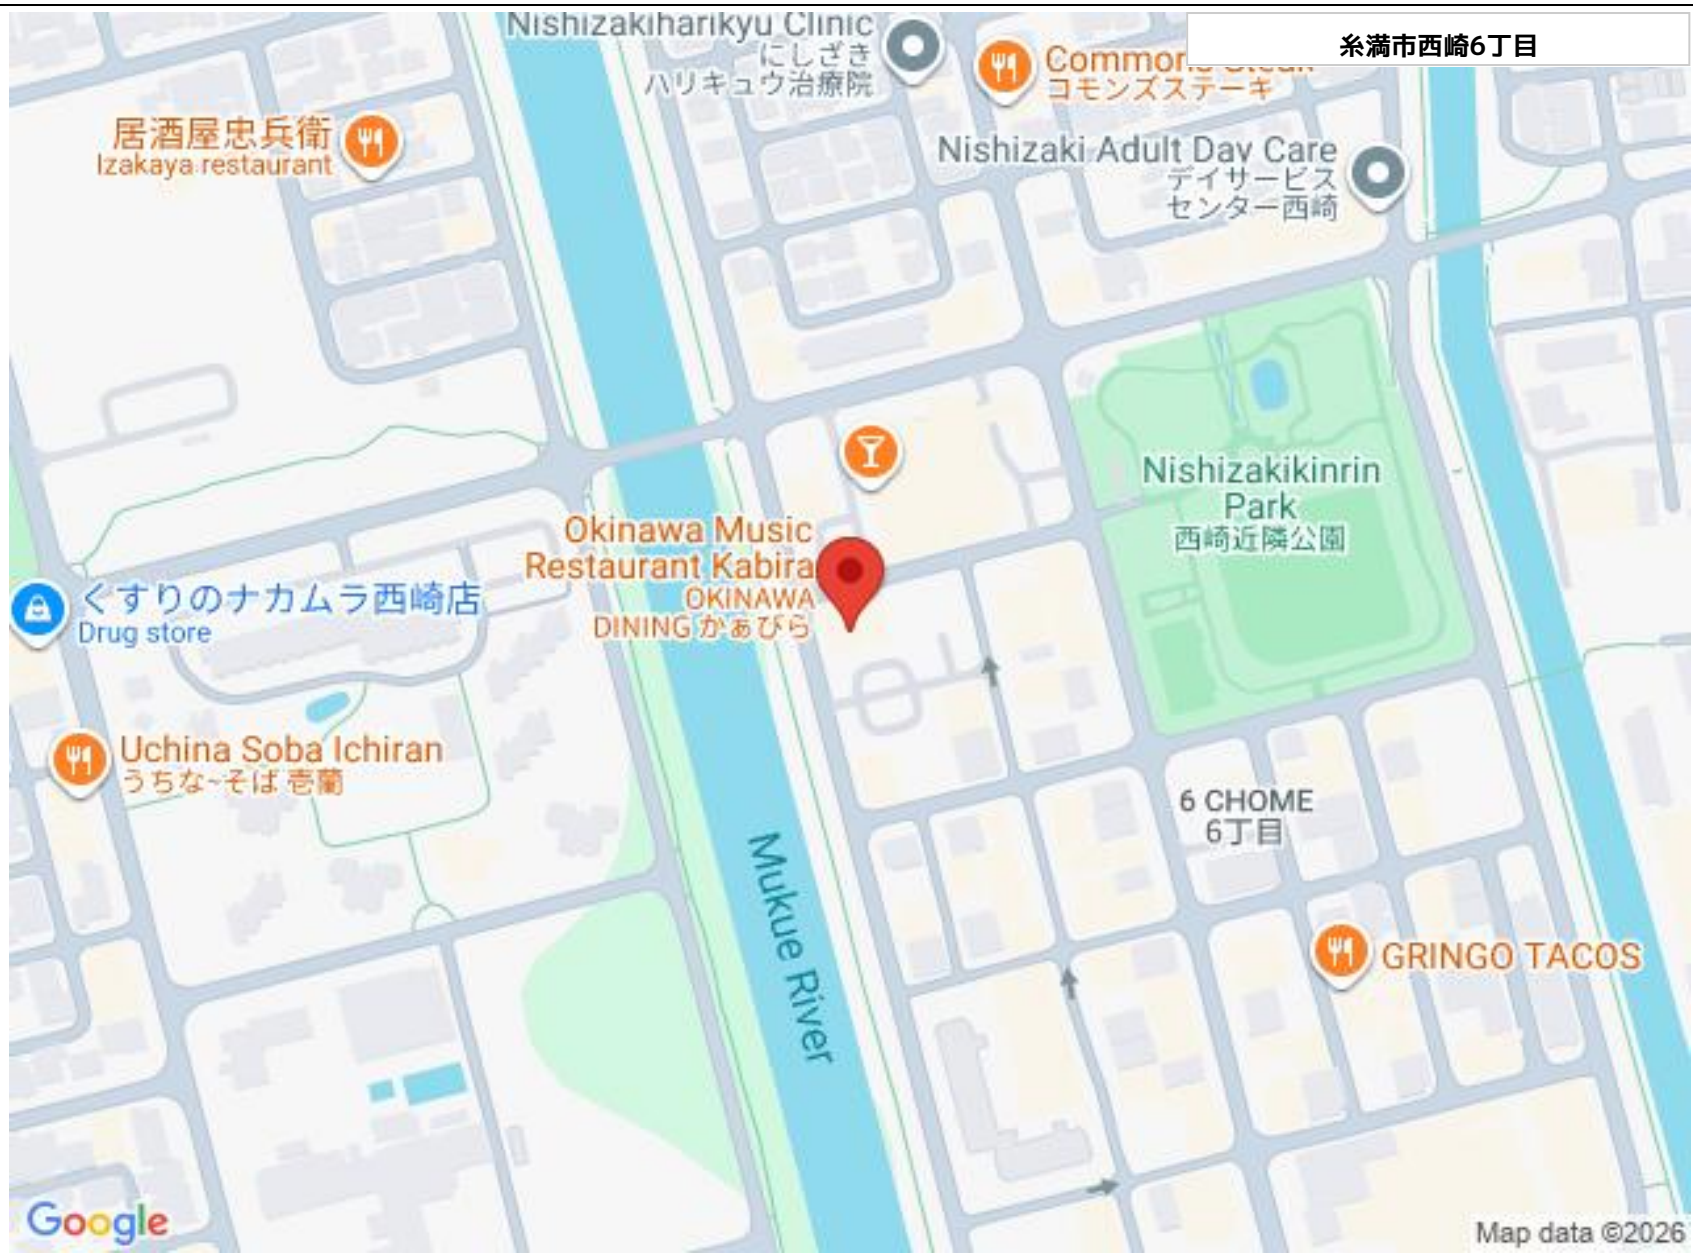 Nishizakiharikyu Clinic
にしざき
ハリキュウ治療院
糸満市西崎6丁目
コモンズステーキ
居酒屋忠兵衛
Izakaya restaurant
Nishizaki Adult Day Care
デイサービス
センター西崎
Nishizakikinrin
Park
西崎近隣公園
Okinawa Music
Restaurant Kabira
OKINAWA
DINING かぁびら
くすりのナカムラ西崎店
Drug store
Uchina Soba Ichiran
うちな~そば 壱蘭
6 CHOME
6丁目
Mukue River
GRINGO TACOS
Google
Map data ©2026